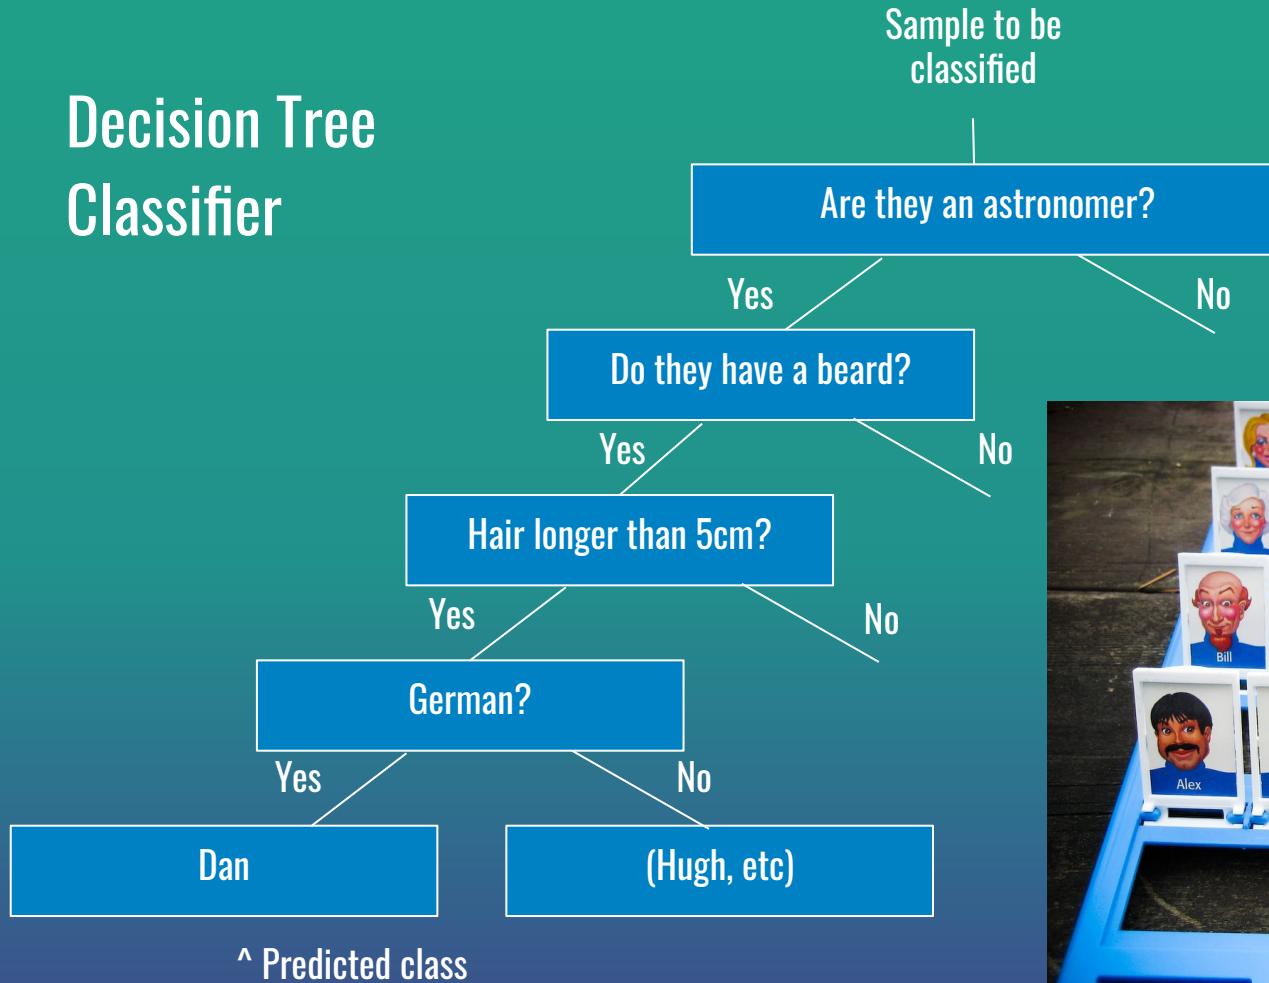 Decision Tree
Classifier
Sample to be
classified
Are they an astronomer?
Yes
No
Do they have a beard?
Yes
No
Hair longer than 5cm?
Yes
No
German?
Yes
No
Dan
(Hugh, etc)
^ Predicted class
Bill
Alex